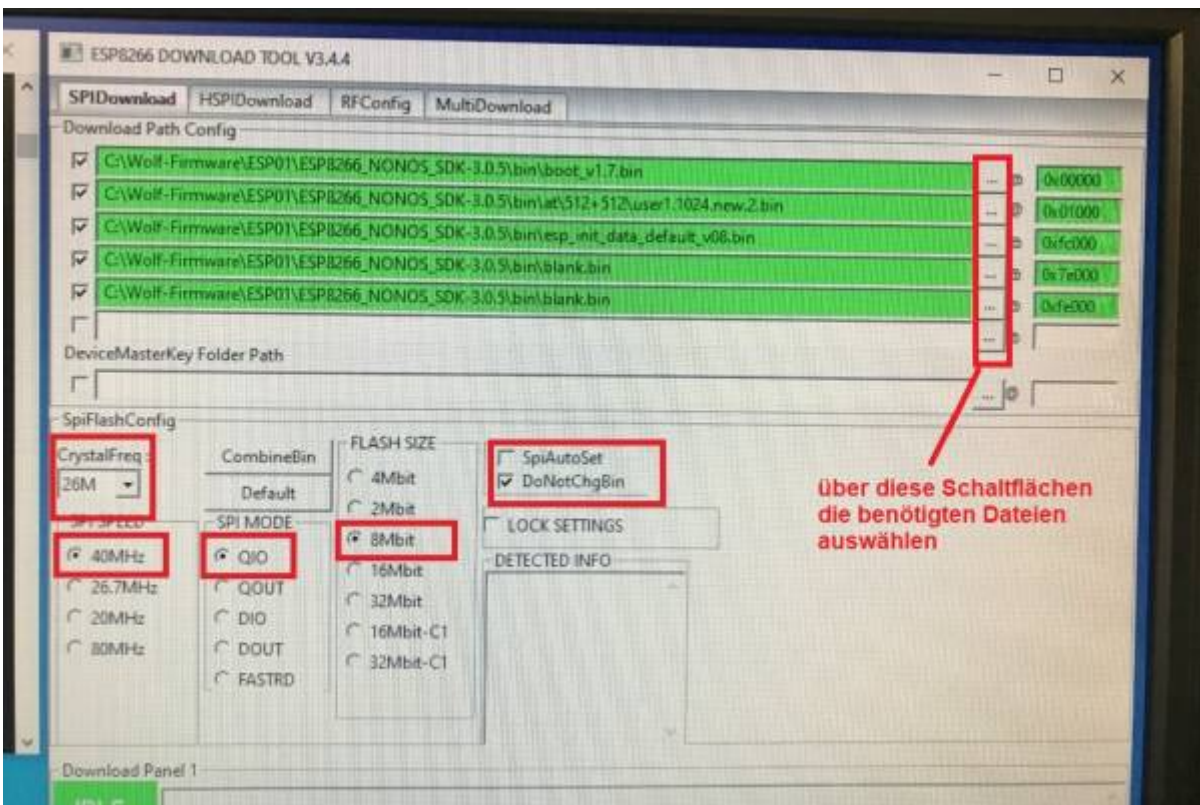 ESP8266 DOWNLOAD TOOL V3.4.4
SPIDownload HSPIDownload RFConfig MultiDownload
Download Path Config
C:\Wolf-Firmware\ESP01\ESP8266_NONOS_SDK-3.0.5\bin\boot_v1.7.bin ... @ 0x00000
C:\Wolf-Firmware\ESP01\ESP8266_NONOS_SDK-3.0.5\bin\at\512+512\user1.1024.new.2.bin ... @ 0x01000
C:\Wolf-Firmware\ESP01\ESP8266_NONOS_SDK-3.0.5\bin\esp_init_data_default_v08.bin ... @ 0xfc000
C:\Wolf-Firmware\ESP01\ESP8266_NONOS_SDK-3.0.5\bin\blank.bin ... @ 0x7e000
C:\Wolf-Firmware\ESP01\ESP8266_NONOS_SDK-3.0.5\bin\blank.bin ... @ 0xfe000
... @
DeviceMasterKey Folder Path
... @
SpiFlashConfig
CrystalFreq :
26M
CombineBin
Default
SPI SPEED
40MHz
26.7MHz
20MHz
80MHz
SPI MODE
QIO
QOUT
DIO
DOUT
FASTRD
FLASH SIZE
4Mbit
2Mbit
8Mbit
16Mbit
32Mbit
16Mbit-C1
32Mbit-C1
SpiAutoSet
DoNotChgBin
LOCK SETTINGS
DETECTED INFO
über diese Schaltflächen
die benötigten Dateien
auswählen
Download Panel 1